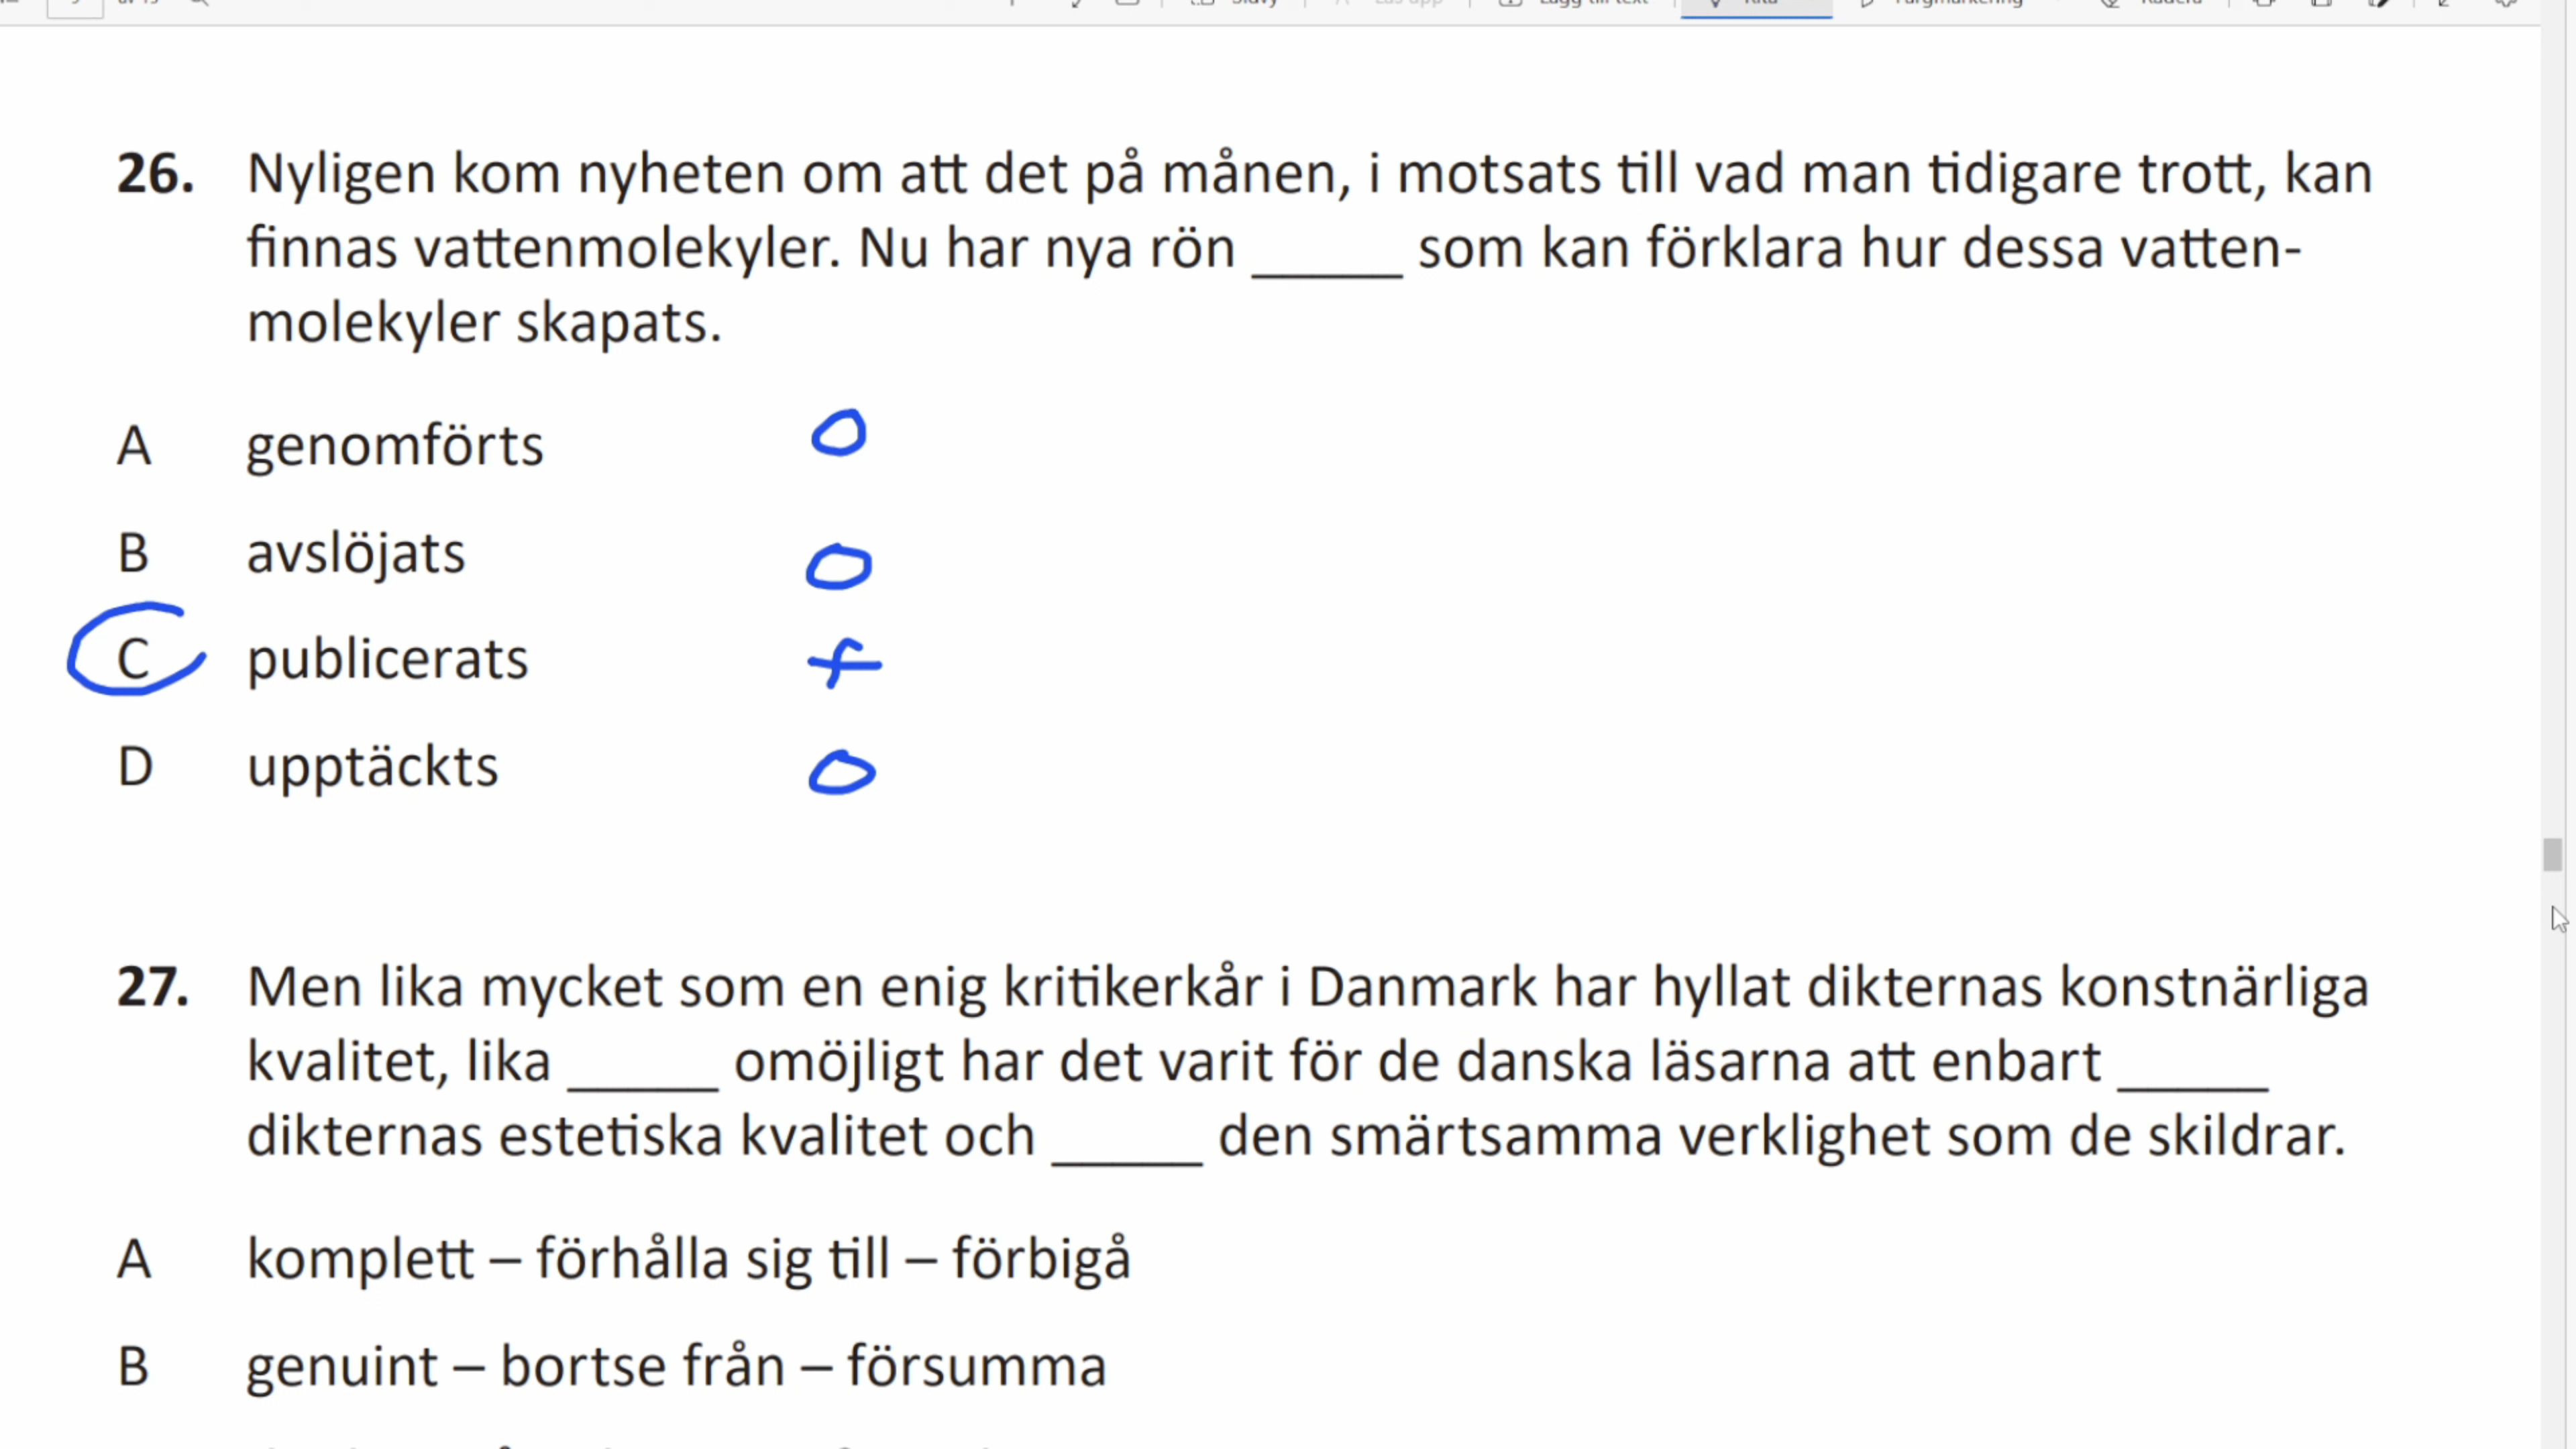 26. Nyligen kom nyheten om att det på månen, i motsats till vad man tidigare trott, kan
finnas vattenmolekyler. Nu har nya rön _____ som kan förklara hur dessa vatten-
molekyler skapats.
A genomförts O
B avslöjats O
C publicerats +
D upptäckts O
27. Men lika mycket som en enig kritikerkår i Danmark har hyllat dikternas konstnärliga
kvalitet, lika _____ omöjligt har det varit för de danska läsarna att enbart _____
dikternas estetiska kvalitet och _____ den smärtsamma verklighet som de skildrar.
A komplett – förhålla sig till – förbigå
B genuint – bortse från – försumma